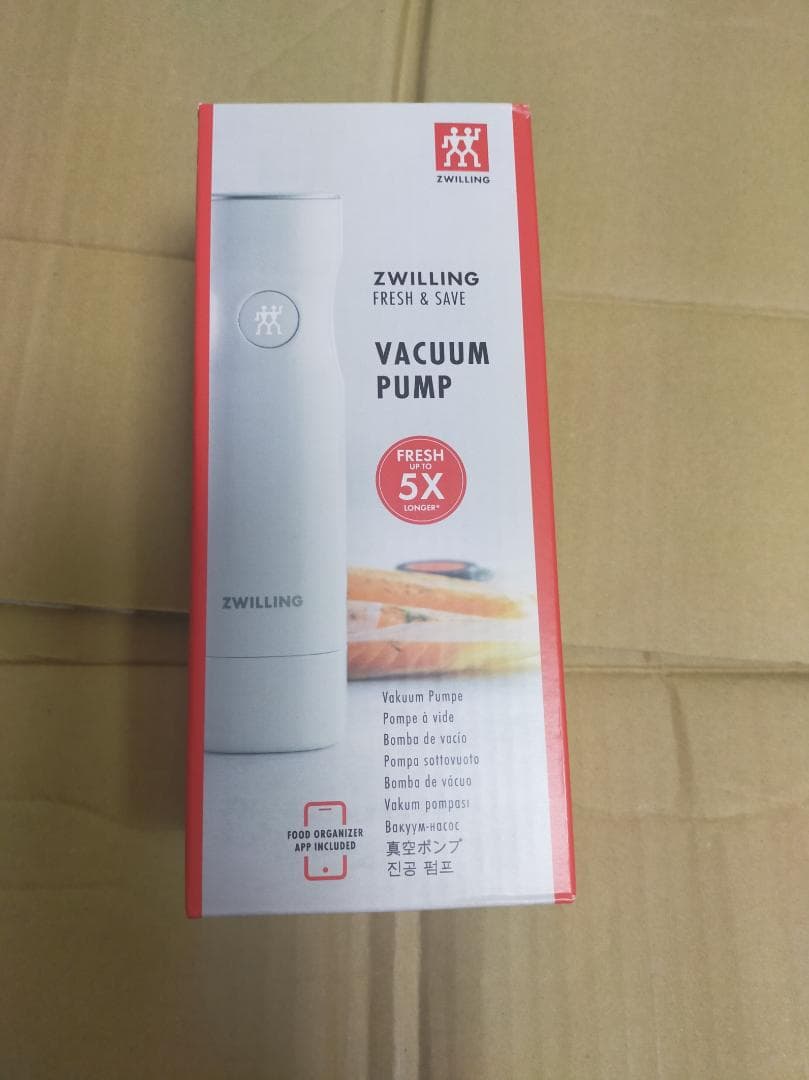 ZWILLING
ZWILLING
FRESH & SAVE
VACUUM
PUMP
FRESH
UP TO
5X
LONGER*
ZWILLING
Vakuum Pumpe
Pompe à vide
Bomba de vacío
Pompa sottovuoto
Bomba de vácuo
Vakum pompası
Вакуум-насос
真空ポンプ
진공 펌프
FOOD ORGANIZER
APP INCLUDED